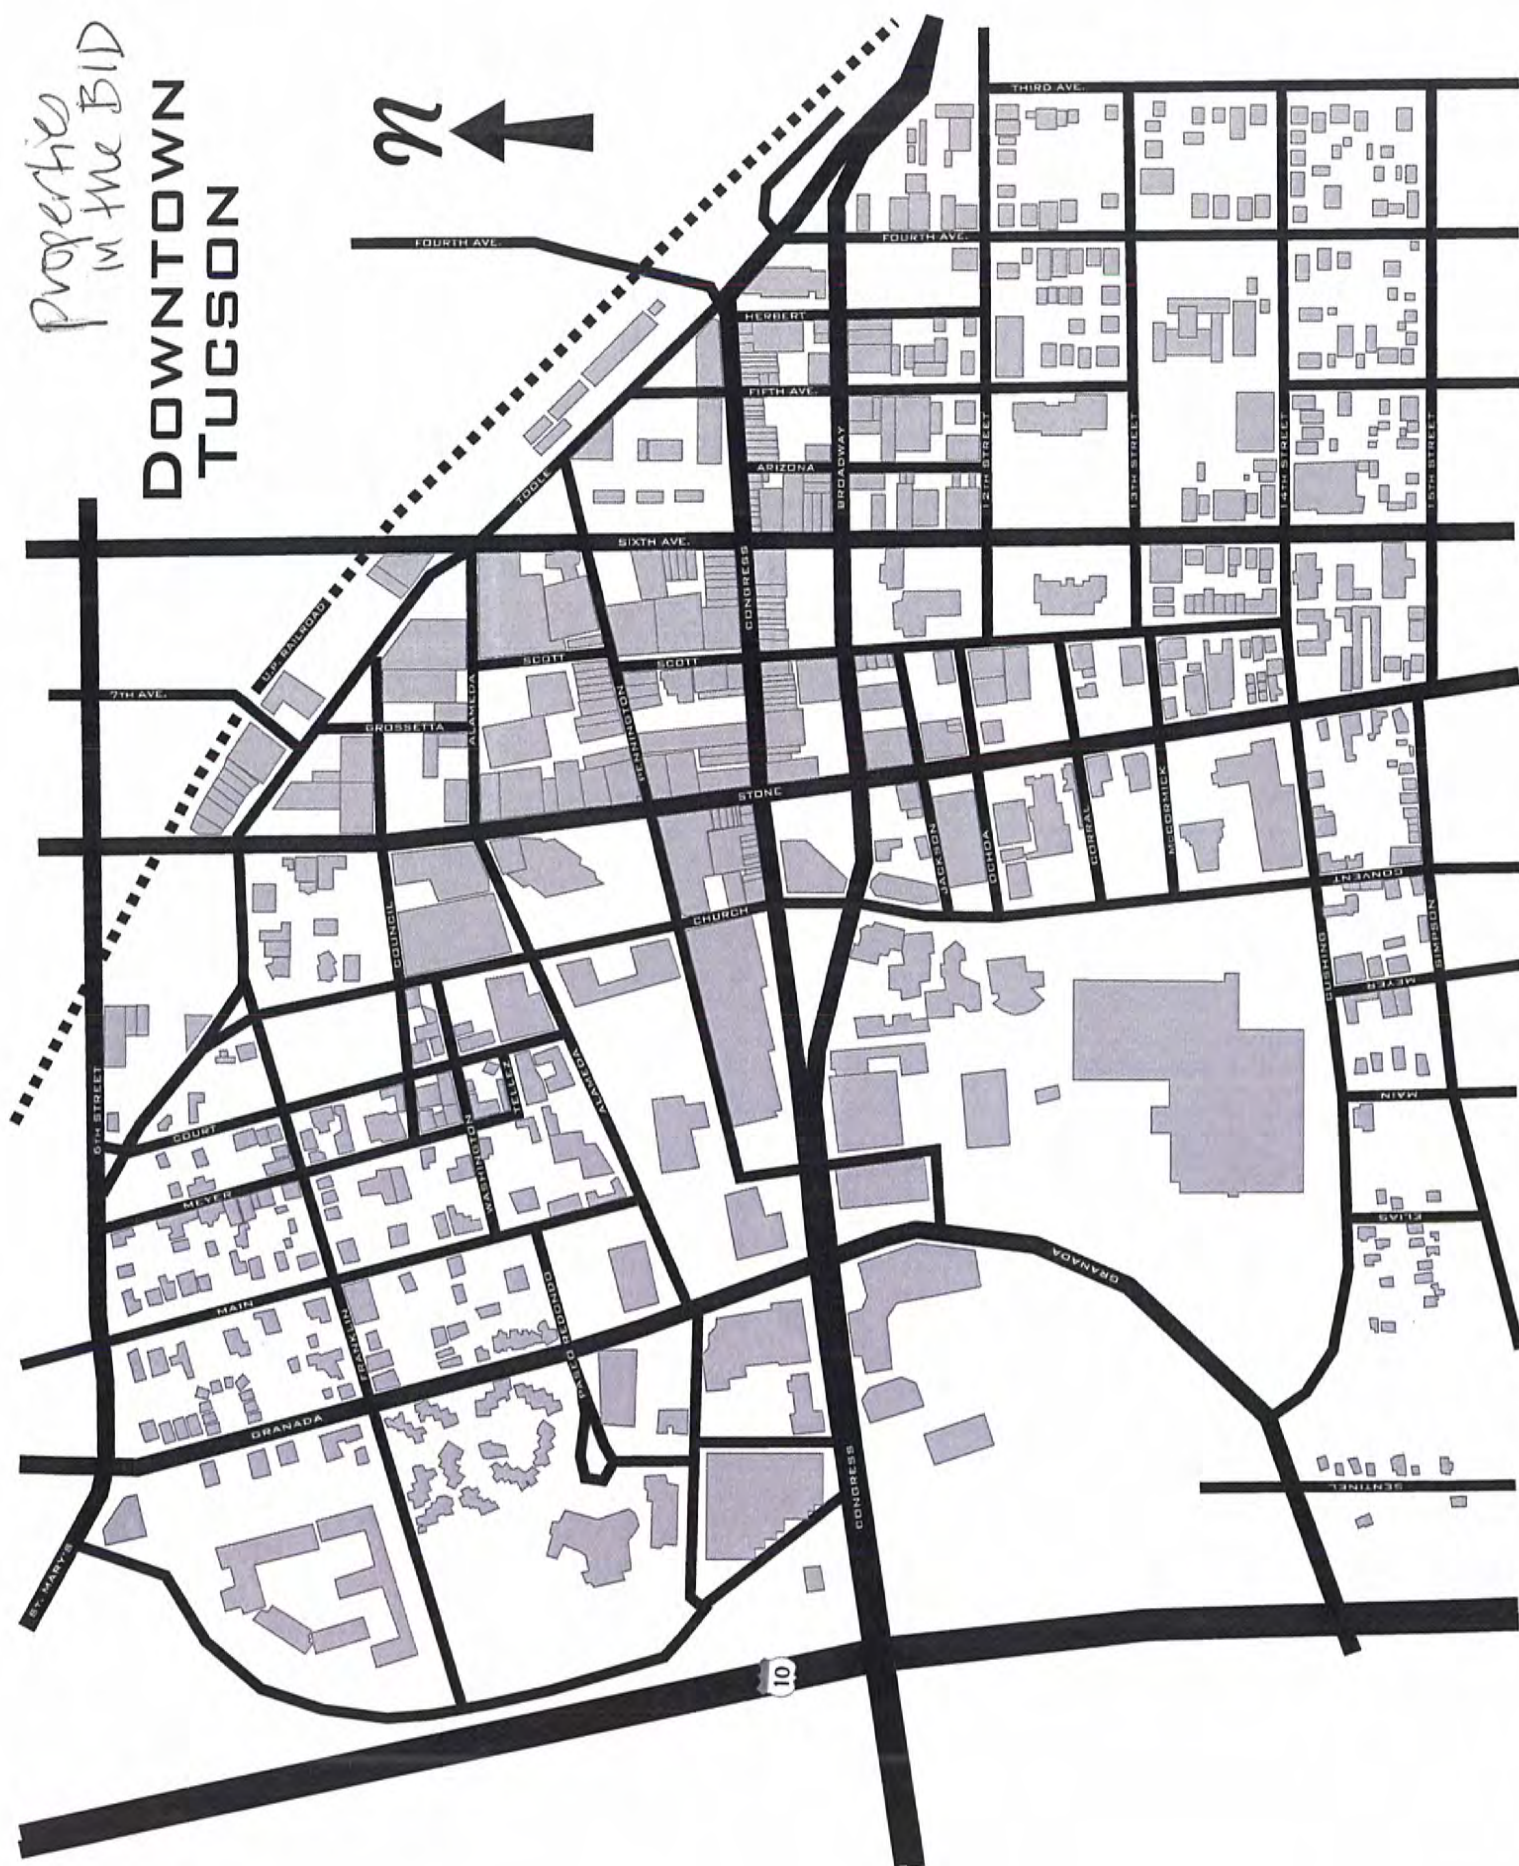 Properties
in the BID
DOWNTOWN
TUCSON
n
THIRD AVE.
FOURTH AVE.
FOURTH AVE.
HERBERT
FIFTH AVE.
ARIZONA
BROADWAY
12TH STREET
13TH STREET
14TH STREET
15TH STREET
TOOLE
SIXTH AVE.
CONGRESS
U.P. RAILROAD
7TH AVE.
SCOTT
SCOTT
ALAMEDA
GROSSETTA
PENNINGTON
STONE
JACKSON
OCHOA
CORRAL
MCCORMICK
CONVENT
COUNCIL
CHURCH
CUSHING
SIMPSON
MEYER
6TH STREET
TELLEZ
ALAMEDA
MAIN
COURT
WASHINGTON
MEYER
ELIAS
GRANADA
MAIN
FRANKLIN
PASEO REDONDO
GRANADA
CONGRESS
SENTINEL
ST. MARY'S
10